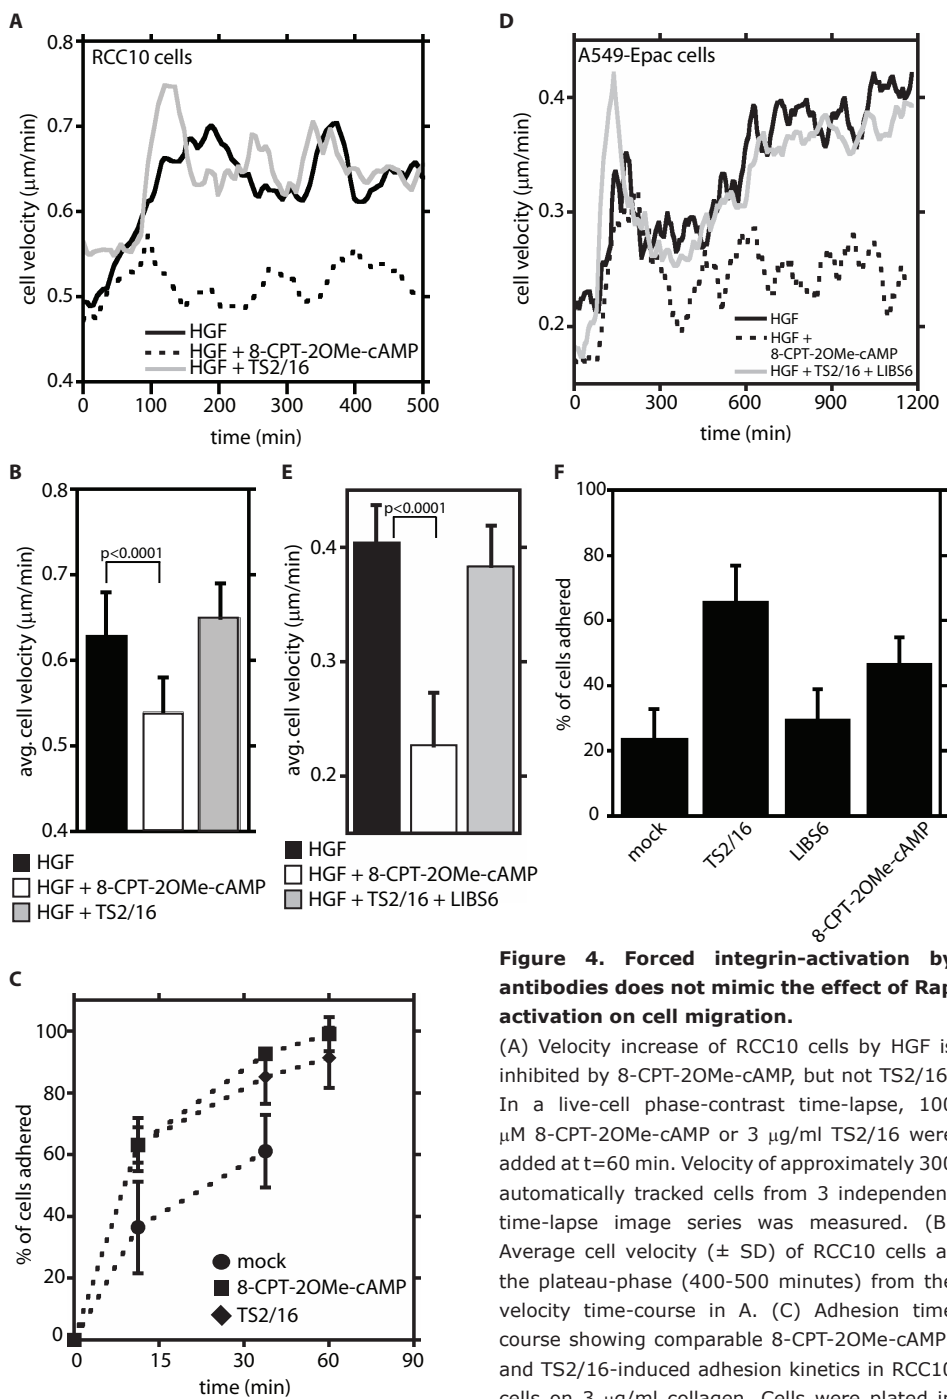 A
RCC10 cells
0.8
0.7
0.6
0.5
0.4
cell velocity (μm/min)
HGF
HGF + 8-CPT-2OMe-cAMP
HGF + TS2/16
0 100 200 300 400 500
time (min)
D
A549-Epac cells
0.4
0.3
0.2
cell velocity (μm/min)
HGF
HGF +
8-CPT-2OMe-cAMP
HGF + TS2/16 + LIBS6
0 300 600 900 1200
time (min)
B
0.8
0.7
0.6
0.5
0.4
avg. cell velocity (μm/min)
p<0.0001
HGF
HGF + 8-CPT-2OMe-cAMP
HGF + TS2/16
E
0.4
0.3
0.2
avg. cell velocity (μm/min)
p<0.0001
HGF
HGF + 8-CPT-2OMe-cAMP
HGF + TS2/16 + LIBS6
F
100
80
60
40
20
0
% of cells adhered
mock
TS2/16
LIBS6
8-CPT-2OMe-cAMP
C
100
80
60
40
20
0
% of cells adhered
mock
8-CPT-2OMe-cAMP
TS2/16
0 15 30 60 90
time (min)
Figure 4. Forced integrin-activation by
antibodies does not mimic the effect of Rap
activation on cell migration.
(A) Velocity increase of RCC10 cells by HGF is
inhibited by 8-CPT-2OMe-cAMP, but not TS2/16.
In a live-cell phase-contrast time-lapse, 100
μM 8-CPT-2OMe-cAMP or 3 μg/ml TS2/16 were
added at t=60 min. Velocity of approximately 300
automatically tracked cells from 3 independen
time-lapse image series was measured. (B
Average cell velocity (± SD) of RCC10 cells a
the plateau-phase (400-500 minutes) from the
velocity time-course in A. (C) Adhesion time
course showing comparable 8-CPT-2OMe-cAMP-
and TS2/16-induced adhesion kinetics in RCC10
cells on 3 μg/ml collagen. Cells were plated in